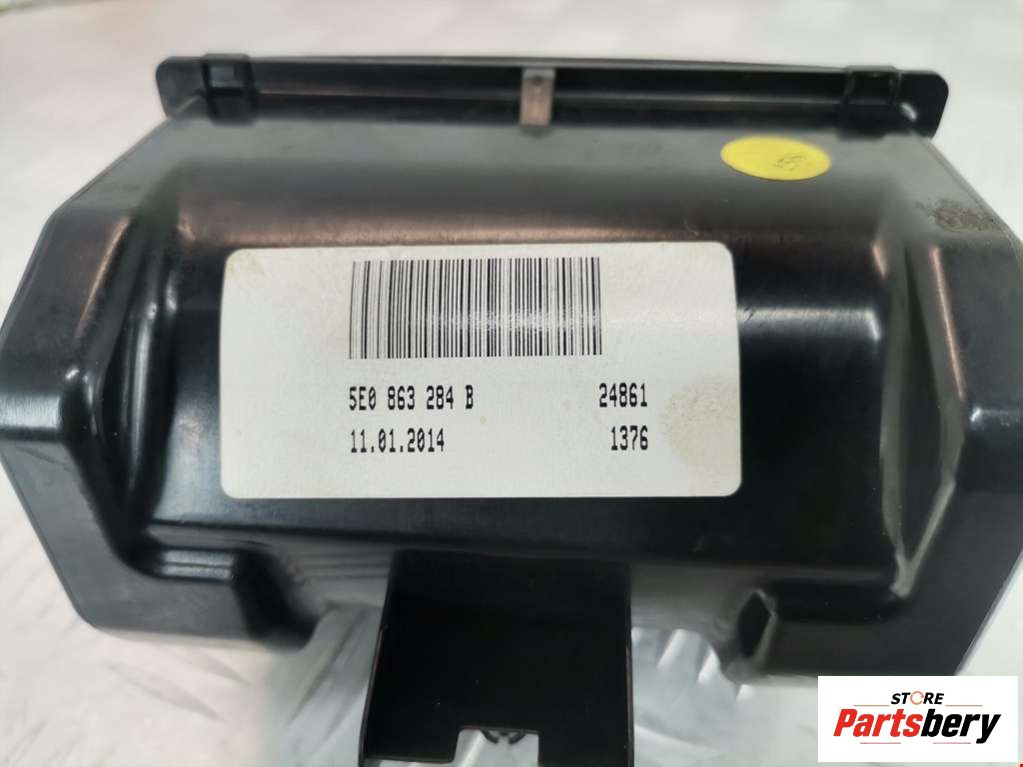 5E0 863 284 B 24861
11.01.2014 1376
STORE
Partsbery